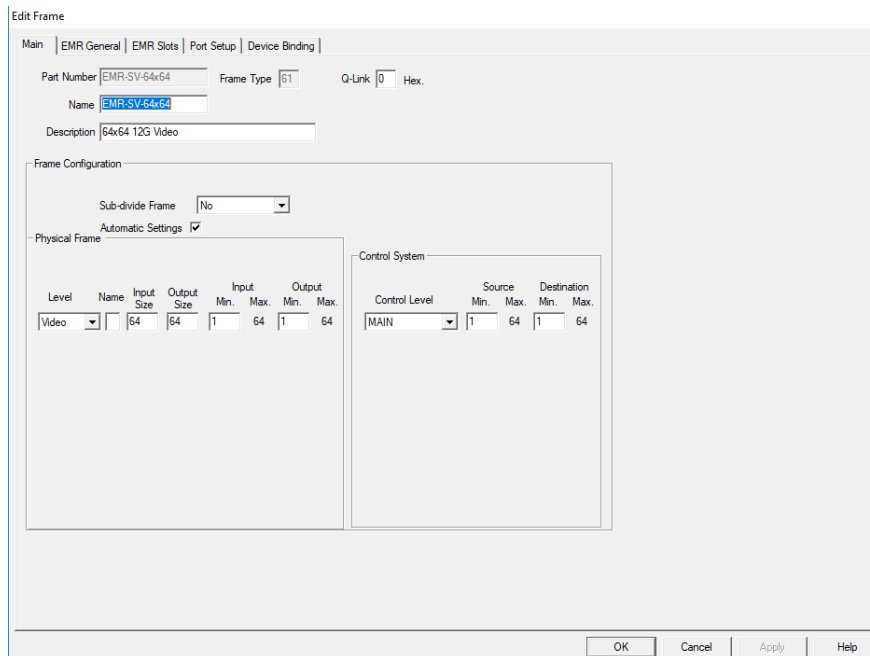 Edit Frame
Main EMR General EMR Slots Port Setup Device Binding
Part Number EMR-SV-64x64 Frame Type 61 Q-Link 0 Hex.
Name EMR-SV-64x64
Description 64x64 12G Video
Frame Configuration
Sub-divide Frame No
Automatic Settings
Physical Frame
Control System
Level Name Input Size Output Size Input Min. Max. Output Min. Max.
Control Level Source Min. Max. Destination Min. Max.
Video 64 64 1 64 1 64
MAIN 1 64 1 64
OK Cancel Apply Help